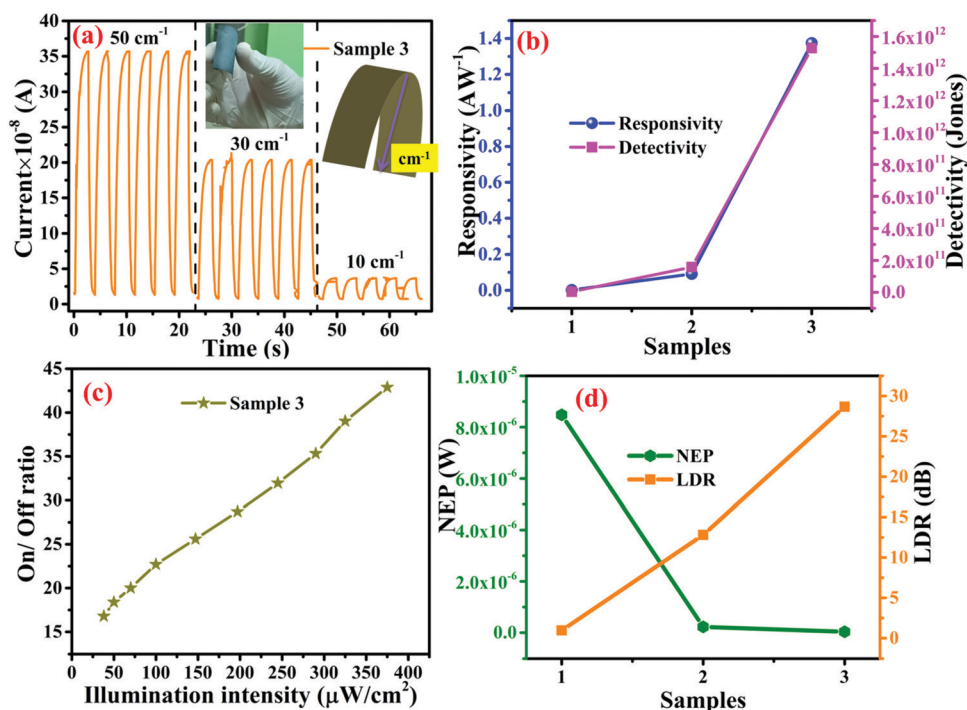 (a)
50 cm⁻¹
30 cm⁻¹
10 cm⁻¹
Sample 3
cm⁻¹
Current×10⁻⁸ (A)
40
35
30
25
20
15
10
5
0
0 10 20 30 40 50 60
Time (s)
(b)
Responsivity
Detectivity
Responsivity (AW⁻¹)
1.4
1.2
1.0
0.8
0.6
0.4
0.2
0.0
Detectivity (Jones)
1.6x10¹²
1.4x10¹²
1.2x10¹²
1.0x10¹²
8.0x10¹¹
6.0x10¹¹
4.0x10¹¹
2.0x10¹¹
0.0
1 2 3
Samples
(c)
Sample 3
On/ Off ratio
45
40
35
30
25
20
15
50 100 150 200 250 300 350 400
Illumination intensity (μW/cm²)
(d)
NEP
LDR
NEP (W)
1.0x10⁻⁵
8.0x10⁻⁶
6.0x10⁻⁶
4.0x10⁻⁶
2.0x10⁻⁶
0.0
LDR (dB)
30
25
20
15
10
5
0
1 2 3
Samples